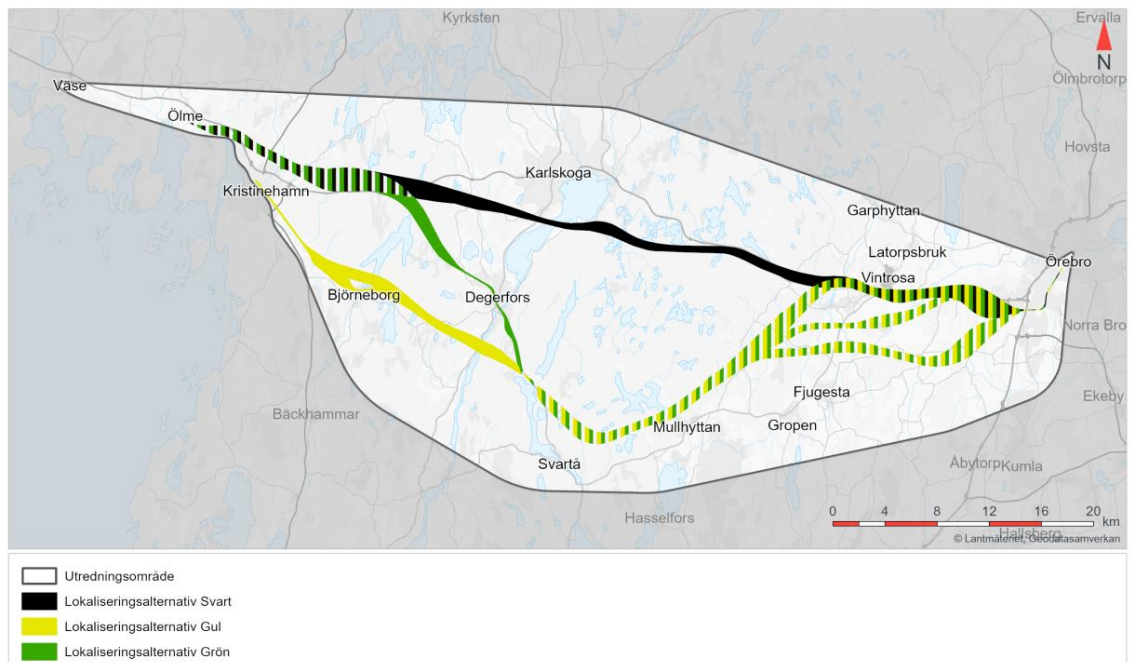 Kyrksten
Ervalla
N
Väse
Ölmbrotorp
Ölme
Hovsta
Karlskoga
Kristinehamn
Garphyttan
Latorpsbruk
Örebro
Vintrosa
Björneborg
Degerfors
Norra Bro
Fjugesta
Ekeby
Bäckhammar
Mullhyttan
Gropen
Svartå
Åbytorp
Kumla
Hasselfors
0 4 8 12 16 20
km
Hallsberg
© Lantmäteriet, Geodatasamverkan
Utredningsområde
Lokaliseringsalternativ Svart
Lokaliseringsalternativ Gul
Lokaliseringsalternativ Grön